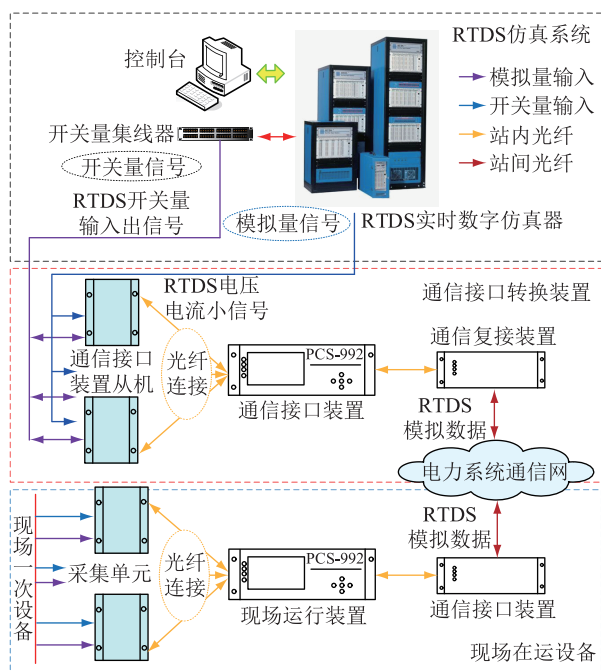 RTDS仿真系统
控制台
模拟量输入
开关量输入
站内光纤
站间光纤
开关量集线器
开关量信号
RTDS开关量
输入出信号
模拟量信号
RTDS实时数字仿真器
RTDS电压
电流小信号
通信接口转换装置
通信接口
装置从机
光纤
连接
PCS-992
通信接口装置
通信复接装置
RTDS
模拟数据
电力系统通信网
现场一次设备
采集单元
光纤
连接
PCS-992
现场运行装置
RTDS
模拟数据
通信接口装置
现场在运设备